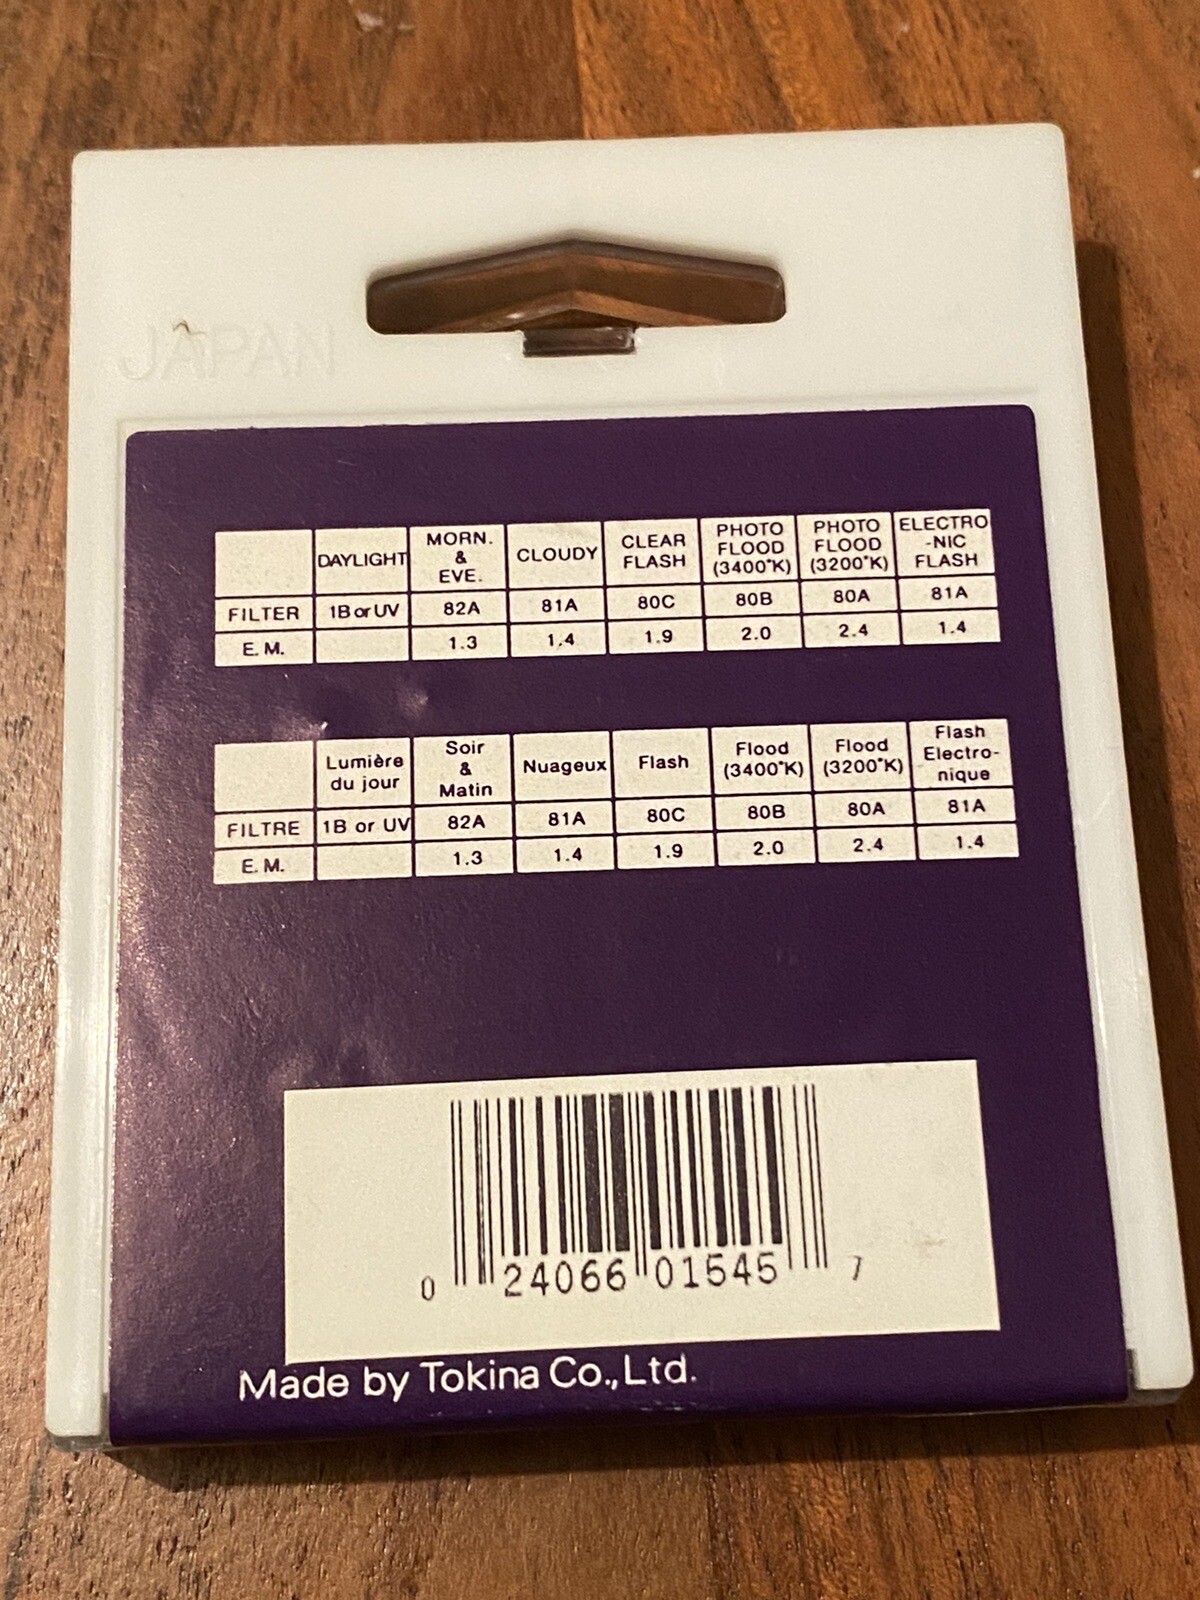 JAPAN
DAYLIGHT MORN. & EVE. CLOUDY CLEAR FLASH PHOTO FLOOD (3400°K) PHOTO FLOOD (3200°K) ELECTRO-NIC FLASH
FILTER 1B or UV 82A 81A 80C 80B 80A 81A
E.M. 1.3 1.4 1.9 2.0 2.4 1.4
Lumière du jour Soir & Matin Nuageux Flash Flood (3400°K) Flood (3200°K) Flash Electro-nique
FILTRE 1B or UV 82A 81A 80C 80B 80A 81A
E.M. 1.3 1.4 1.9 2.0 2.4 1.4
0 24066 01545 7
Made by Tokina Co., Ltd.